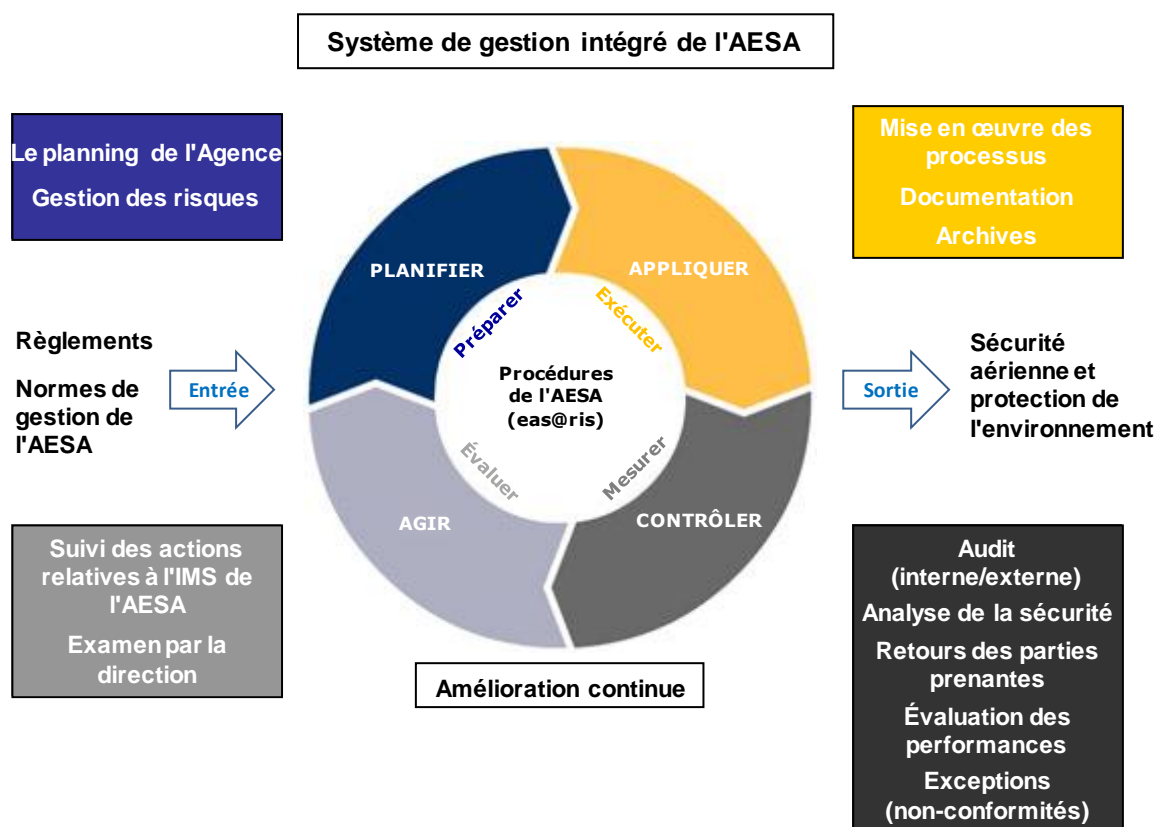 Système de gestion intégré de l'AESA
Le planning de l'Agence
Gestion des risques
Mise en œuvre des
processus
Documentation
Archives
PLANIFIER
APPLIQUER
Préparer
Exécuter
Règlements
Normes de
gestion de
l'AESA
Entrée
Procédures
de l'AESA
(eas@ris)
Sortie
Sécurité
aérienne et
protection de
l'environnement
Évaluer
Mesurer
AGIR
CONTRÔLER
Suivi des actions
relatives à l'IMS de
l'AESA
Examen par la
direction
Audit
(interne/externe)
Analyse de la sécurité
Retours des parties
prenantes
Évaluation des
performances
Exceptions
(non-conformités)
Amélioration continue